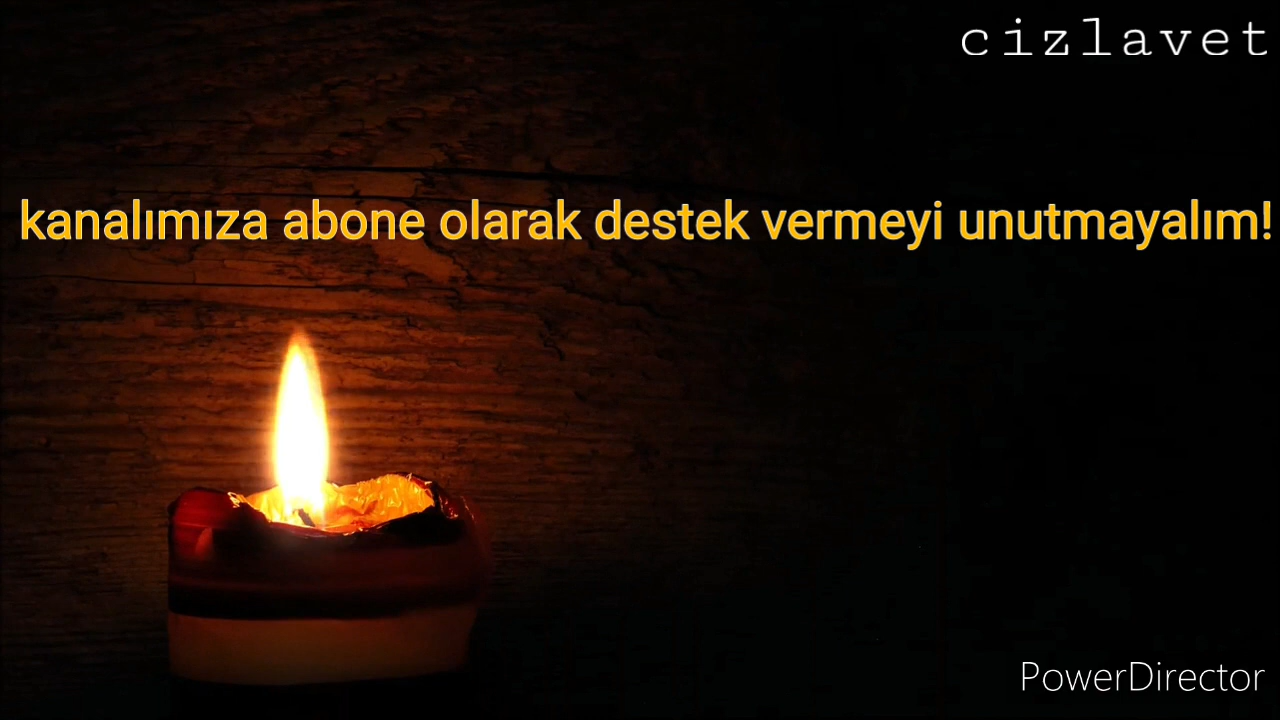 cizlavet
kanalımıza abone olarak destek vermeyi unutmayalım!
PowerDirector